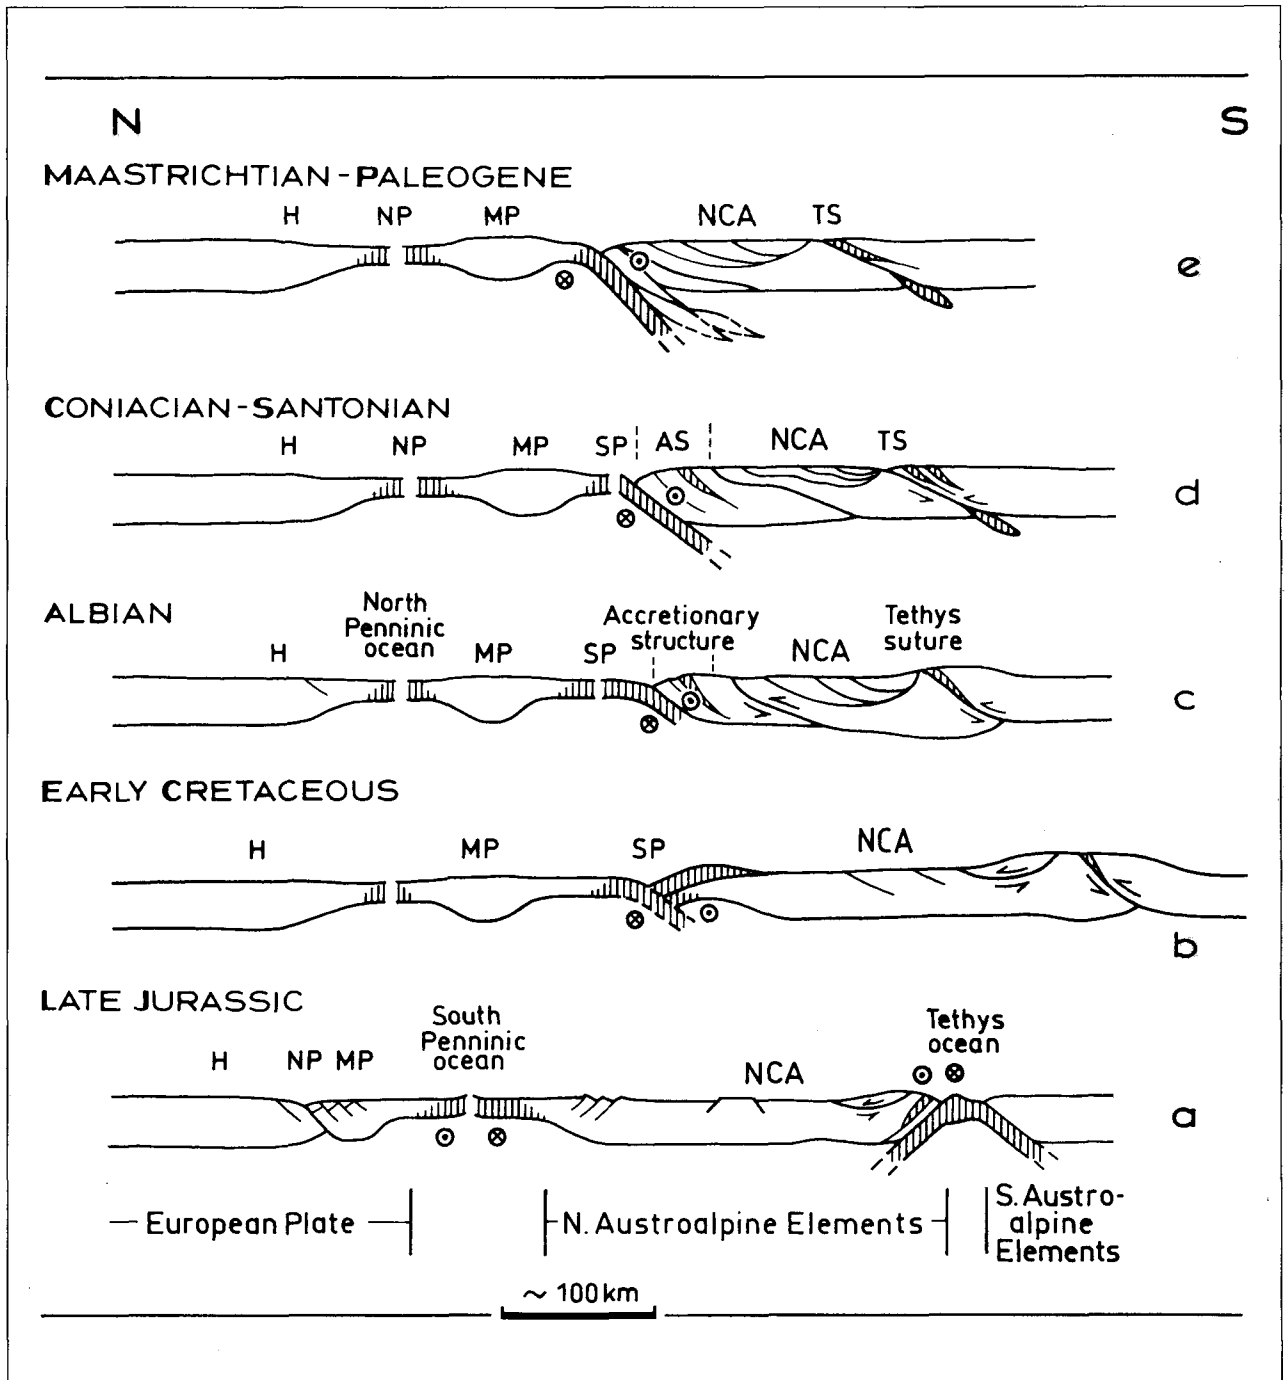 N S
MAASTRICHTIAN-PALEOGENE
H NP MP NCA TS
e
CONIACIAN-SANTONIAN
H NP MP SP AS NCA TS
d
ALBIAN
North
Penninic
ocean
Accretionary
structure
Tethys
suture
H MP SP NCA
c
EARLY CRETACEOUS
H MP SP NCA
b
LATE JURASSIC
South
Penninic
ocean
Tethys
ocean
H NP MP NCA
a
European Plate
N. Austroalpine Elements
S. Austro-
alpine
Elements
~ 100 km